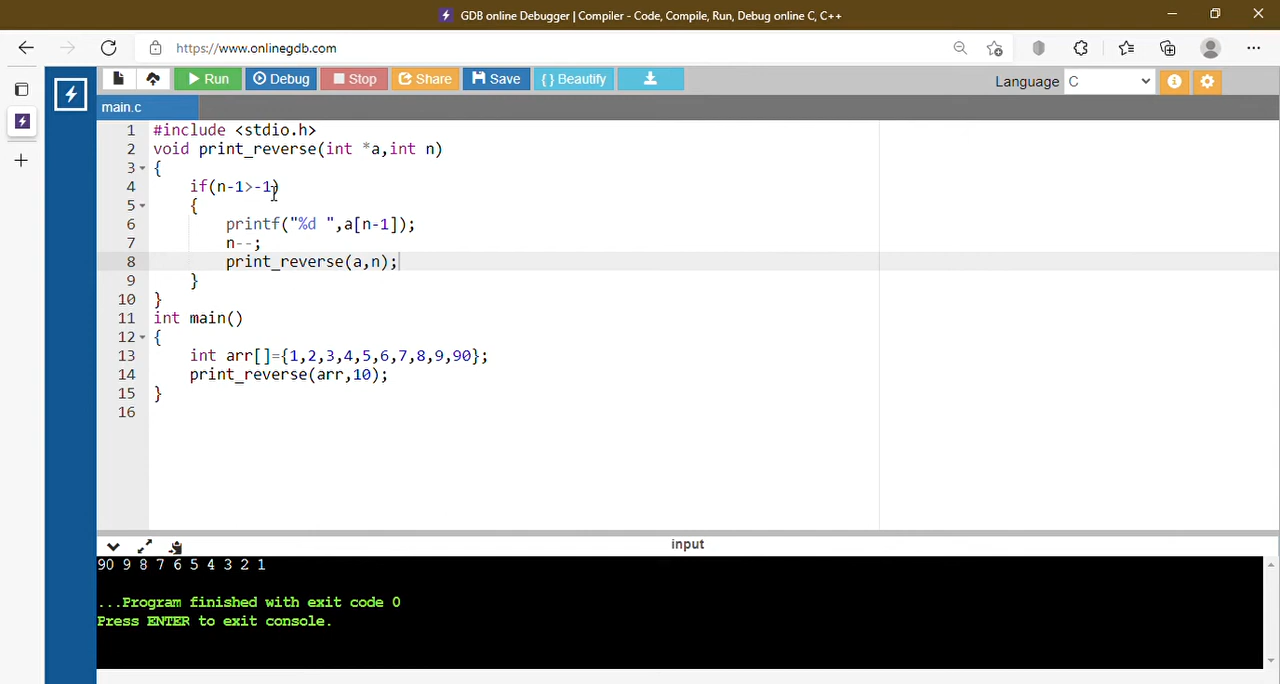 GDB online Debugger | Compiler - Code, Compile, Run, Debug online C, C++
https://www.onlinegdb.com
Run Debug Stop Share Save { } Beautify Language C
main.c
1 #include <stdio.h>
2 void print_reverse(int *a,int n)
3 {
4 if(n-1>-1)
5 {
6 printf("%d ",a[n-1]);
7 n--;
8 print_reverse(a,n);
9 }
10 }
11 int main()
12 {
13 int arr[]={1,2,3,4,5,6,7,8,9,90};
14 print_reverse(arr,10);
15 }
16
input
90 9 8 7 6 5 4 3 2 1
...Program finished with exit code 0
Press ENTER to exit console.